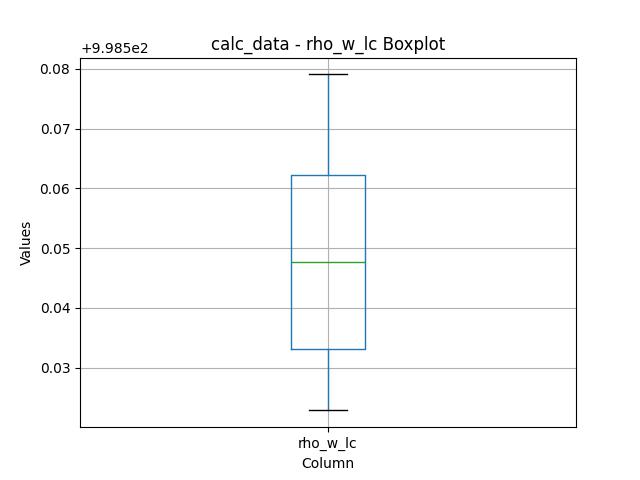 calc_data - rho_w_lc Boxplot
+9.985e2
0.08
0.07
0.06
0.05
0.04
0.03
Values
rho_w_lc
Column